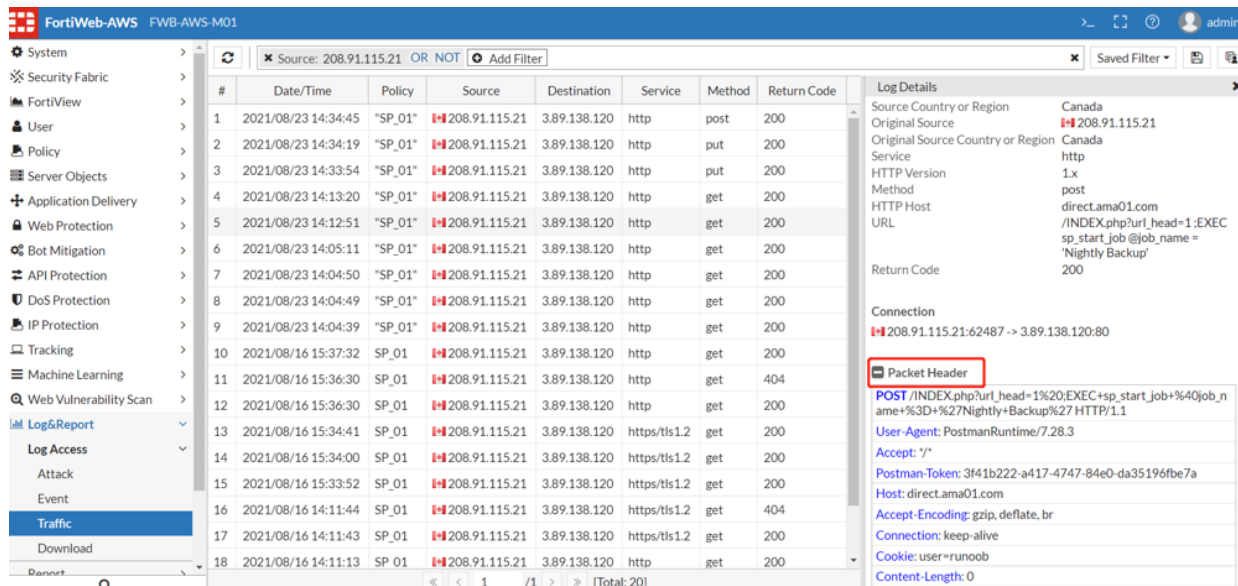 FortiWeb-AWS FWB-AWS-M01 >_ admin
System
Security Fabric
FortiView
User
Policy
Server Objects
Application Delivery
Web Protection
Bot Mitigation
API Protection
DoS Protection
IP Protection
Tracking
Machine Learning
Web Vulnerability Scan
Log&Report
Log Access
Attack
Event
Traffic
Download
Report
Source: 208.91.115.21 OR NOT Add Filter Saved Filter
# Date/Time Policy Source Destination Service Method Return Code
1 2021/08/23 14:34:45 "SP_01" 208.91.115.21 3.89.138.120 http post 200
2 2021/08/23 14:34:19 "SP_01" 208.91.115.21 3.89.138.120 http put 200
3 2021/08/23 14:33:54 "SP_01" 208.91.115.21 3.89.138.120 http put 200
4 2021/08/23 14:13:20 "SP_01" 208.91.115.21 3.89.138.120 http get 200
5 2021/08/23 14:12:51 "SP_01" 208.91.115.21 3.89.138.120 http get 200
6 2021/08/23 14:05:11 "SP_01" 208.91.115.21 3.89.138.120 http get 200
7 2021/08/23 14:04:50 "SP_01" 208.91.115.21 3.89.138.120 http get 200
8 2021/08/23 14:04:49 "SP_01" 208.91.115.21 3.89.138.120 http get 200
9 2021/08/23 14:04:39 "SP_01" 208.91.115.21 3.89.138.120 http get 200
10 2021/08/16 15:37:32 SP_01 208.91.115.21 3.89.138.120 http get 200
11 2021/08/16 15:36:30 SP_01 208.91.115.21 3.89.138.120 http get 404
12 2021/08/16 15:36:30 SP_01 208.91.115.21 3.89.138.120 http get 200
13 2021/08/16 15:34:41 SP_01 208.91.115.21 3.89.138.120 https/tls1.2 get 200
14 2021/08/16 15:34:00 SP_01 208.91.115.21 3.89.138.120 https/tls1.2 get 200
15 2021/08/16 15:33:52 SP_01 208.91.115.21 3.89.138.120 https/tls1.2 get 200
16 2021/08/16 14:11:44 SP_01 208.91.115.21 3.89.138.120 https/tls1.2 get 404
17 2021/08/16 14:11:43 SP_01 208.91.115.21 3.89.138.120 https/tls1.2 get 200
18 2021/08/16 14:11:13 SP_01 208.91.115.21 3.89.138.120 https/tls1.2 get 200
« < 1 /1 > » [Total: 20]
Log Details
Source Country or Region Canada
Original Source 208.91.115.21
Original Source Country or Region Canada
Service http
HTTP Version 1.x
Method post
HTTP Host direct.ama01.com
URL /INDEX.php?url_head=1 ;EXEC
sp_start_job @job_name =
'Nightly Backup'
Return Code 200
Connection
208.91.115.21:62487 -> 3.89.138.120:80
Packet Header
POST /INDEX.php?url_head=1%20;EXEC+sp_start_job+%40job_n
ame+%3D+%27Nightly+Backup%27 HTTP/1.1
User-Agent: PostmanRuntime/7.28.3
Accept: */*
Postman-Token: 3f41b222-a417-4747-84e0-da35196fbe7a
Host: direct.ama01.com
Accept-Encoding: gzip, deflate, br
Connection: keep-alive
Cookie: user=runoob
Content-Length: 0